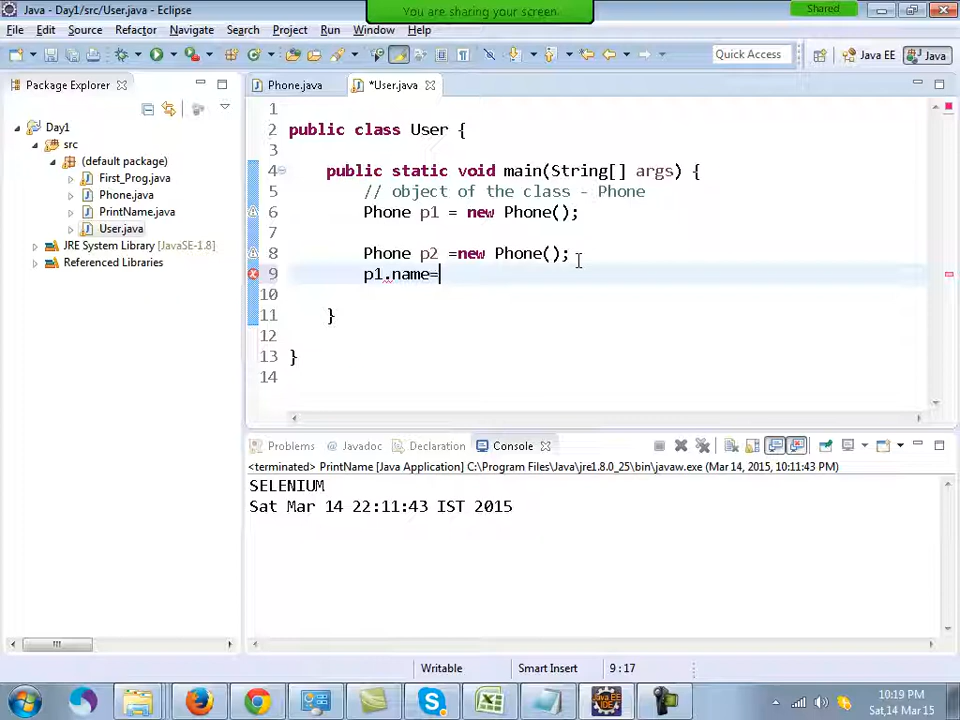 Java - Day1/src/User.java - Eclipse
You are sharing your screen
Shared
File Edit Source Refactor Navigate Search Project Run Window Help
Quick Access
Java EE
Java
Package Explorer
Phone.java
*User.java
Day1
src
(default package)
First_Prog.java
Phone.java
PrintName.java
User.java
JRE System Library [JavaSE-1.8]
Referenced Libraries
1
2 public class User {
3
4 public static void main(String[] args) {
5 // object of the class - Phone
6 Phone p1 = new Phone();
7
8 Phone p2 =new Phone();
9 p1.name=
10
11 }
12
13 }
14
Problems @ Javadoc Declaration Console
<terminated> PrintName [Java Application] C:\Program Files\Java\jre1.8.0_25\bin\javaw.exe (Mar 14, 2015, 10:11:43 PM)
SELENIUM
Sat Mar 14 22:11:43 IST 2015
Writable Smart Insert 9:17
10:19 PM
Sat,14 Mar 15